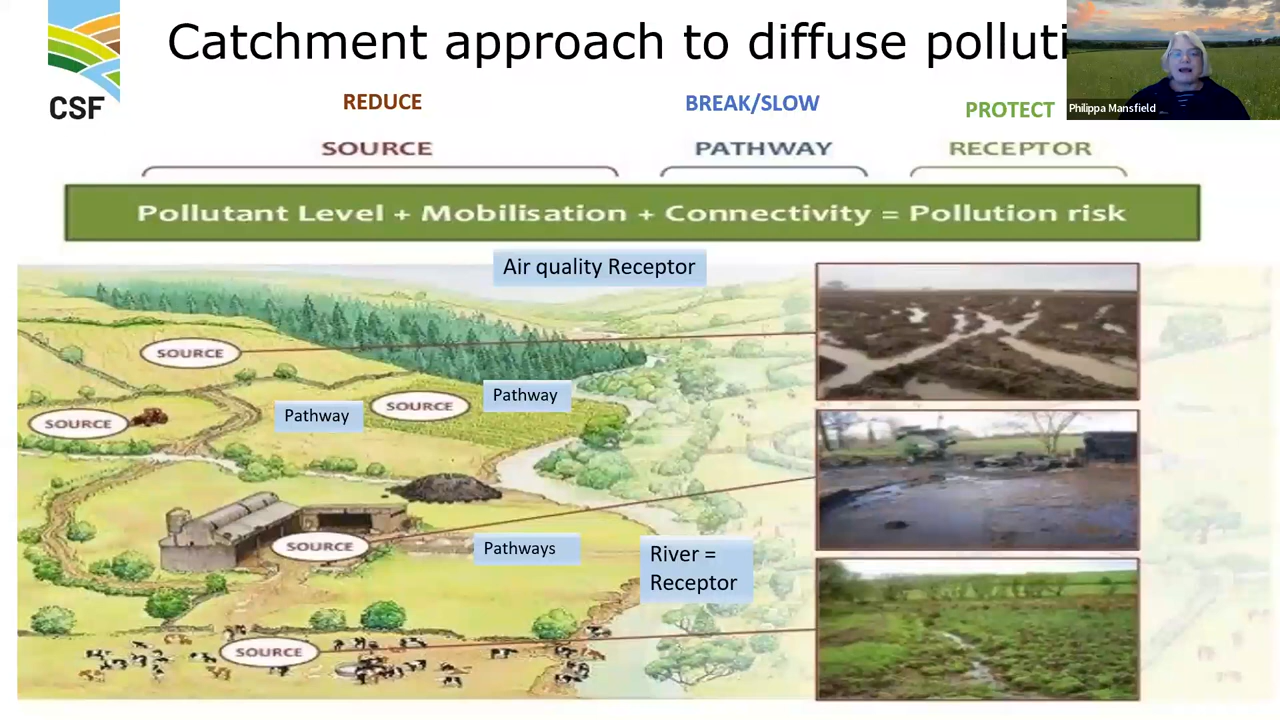 Catchment approach to diffuse polluti
CSF
REDUCE
BREAK/SLOW
PROTECT
Philippa Mansfield
SOURCE
PATHWAY
RECEPTOR
Pollutant Level + Mobilisation + Connectivity = Pollution risk
Air quality Receptor
SOURCE
Pathway
SOURCE
Pathway
SOURCE
SOURCE
Pathways
River =
Receptor
SOURCE